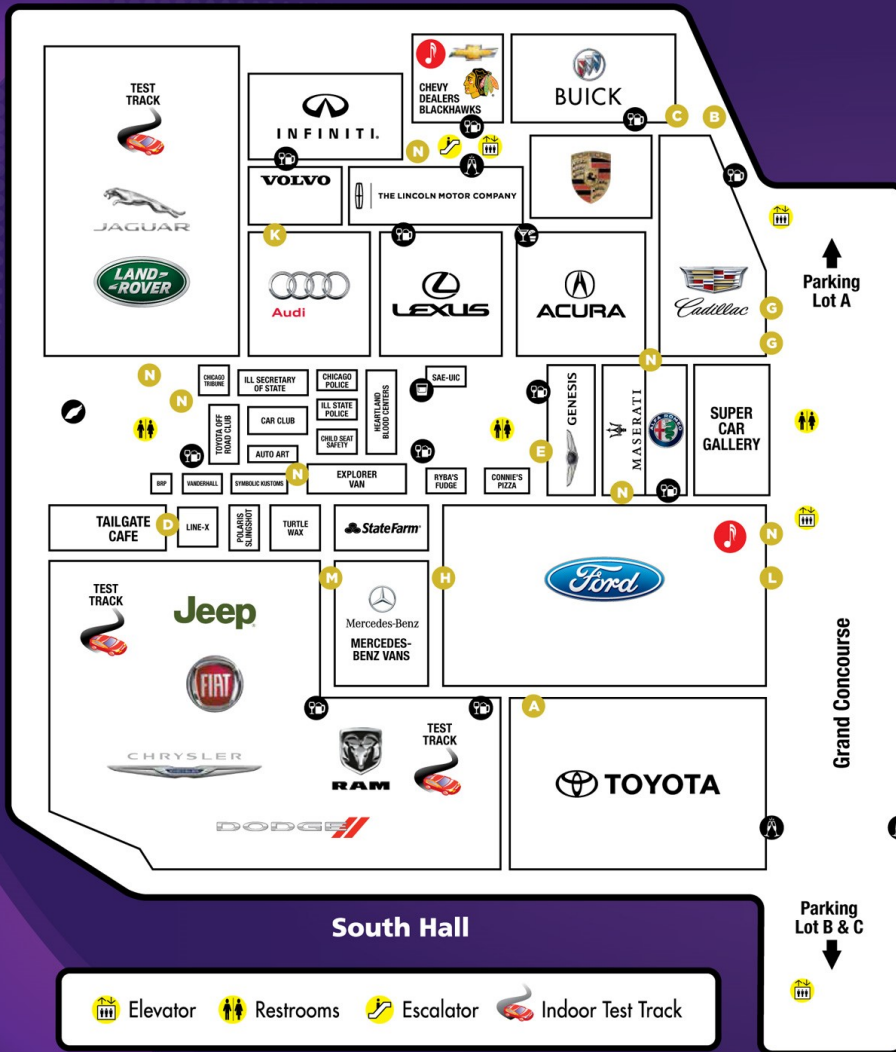 TEST
TRACK
JAGUAR
LAND-
-ROVER
INFINITI.
CHEVY
DEALERS
BLACKHAWKS
BUICK
C
B
N
VOLVO
THE LINCOLN MOTOR COMPANY
K
Audi
LEXUS
ACURA
Cadillac
G
G
Parking
Lot A
N
N
CHICAGO
TRIBUNE
ILL SECRETARY
OF STATE
CHICAGO
POLICE
HEARTLAND
BLOOD CENTERS
SAE-UIC
TOYOTA OFF
ROAD CLUB
CAR CLUB
ILL STATE
POLICE
AUTO ART
CHILD SEAT
SAFETY
GENESIS
E
N
MASERATI
ALFA ROMEO
N
SUPER
CAR
GALLERY
BRP
VANDERHALL
SYMBOLIC KUSTOMS
N
EXPLORER
VAN
RYBA'S
FUDGE
CONNIE'S
PIZZA
TAILGATE
CAFE
D
LINE-X
POLARIS
SLINGSHOT
TURTLE
WAX
StateFarm
Ford
N
H
L
TEST
TRACK
Jeep
FIAT
CHRYSLER
M
Mercedes-Benz
MERCEDES-
BENZ VANS
RAM
TEST
TRACK
DODGE
A
TOYOTA
Grand Concourse
Parking
Lot B & C
South Hall
Elevator
Restrooms
Escalator
Indoor Test Track